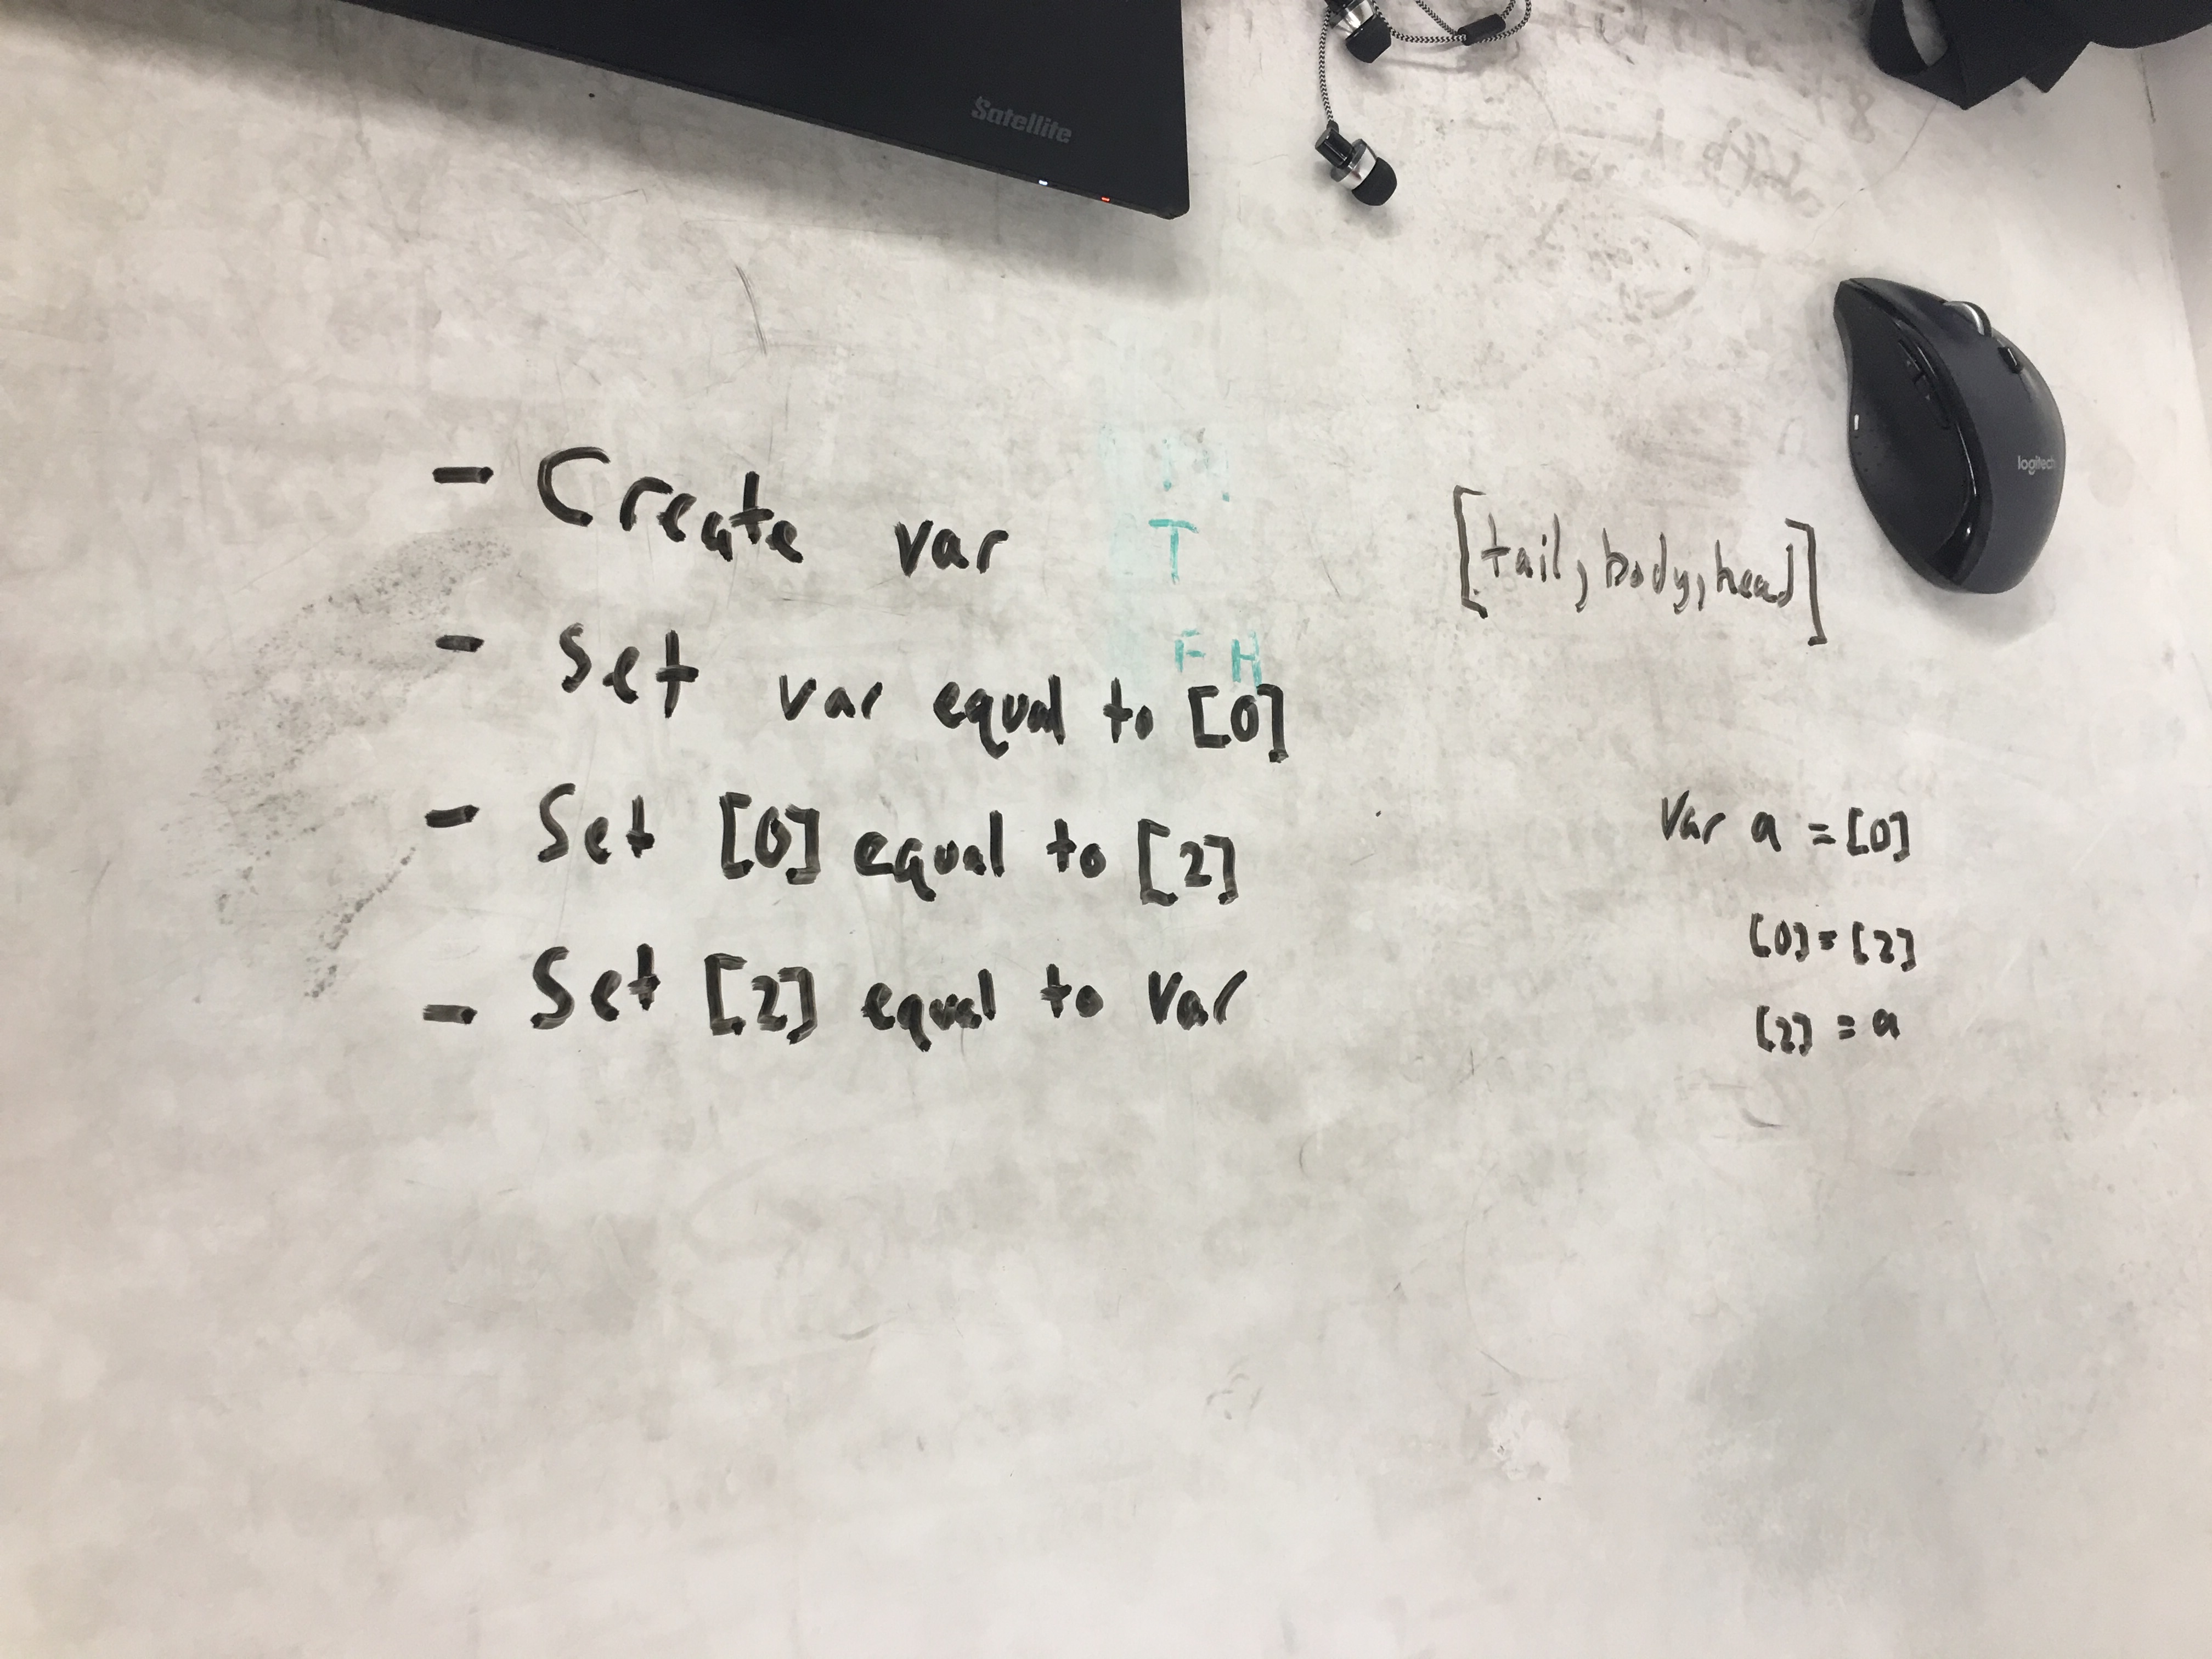 Satellite
logitech
- Create var
T
[tail, body, head]
F H
- Set var equal to [0]
- Set [0] equal to [2]
- Set [2] equal to var
Var a = [0]
[0] = [2]
[2] = a